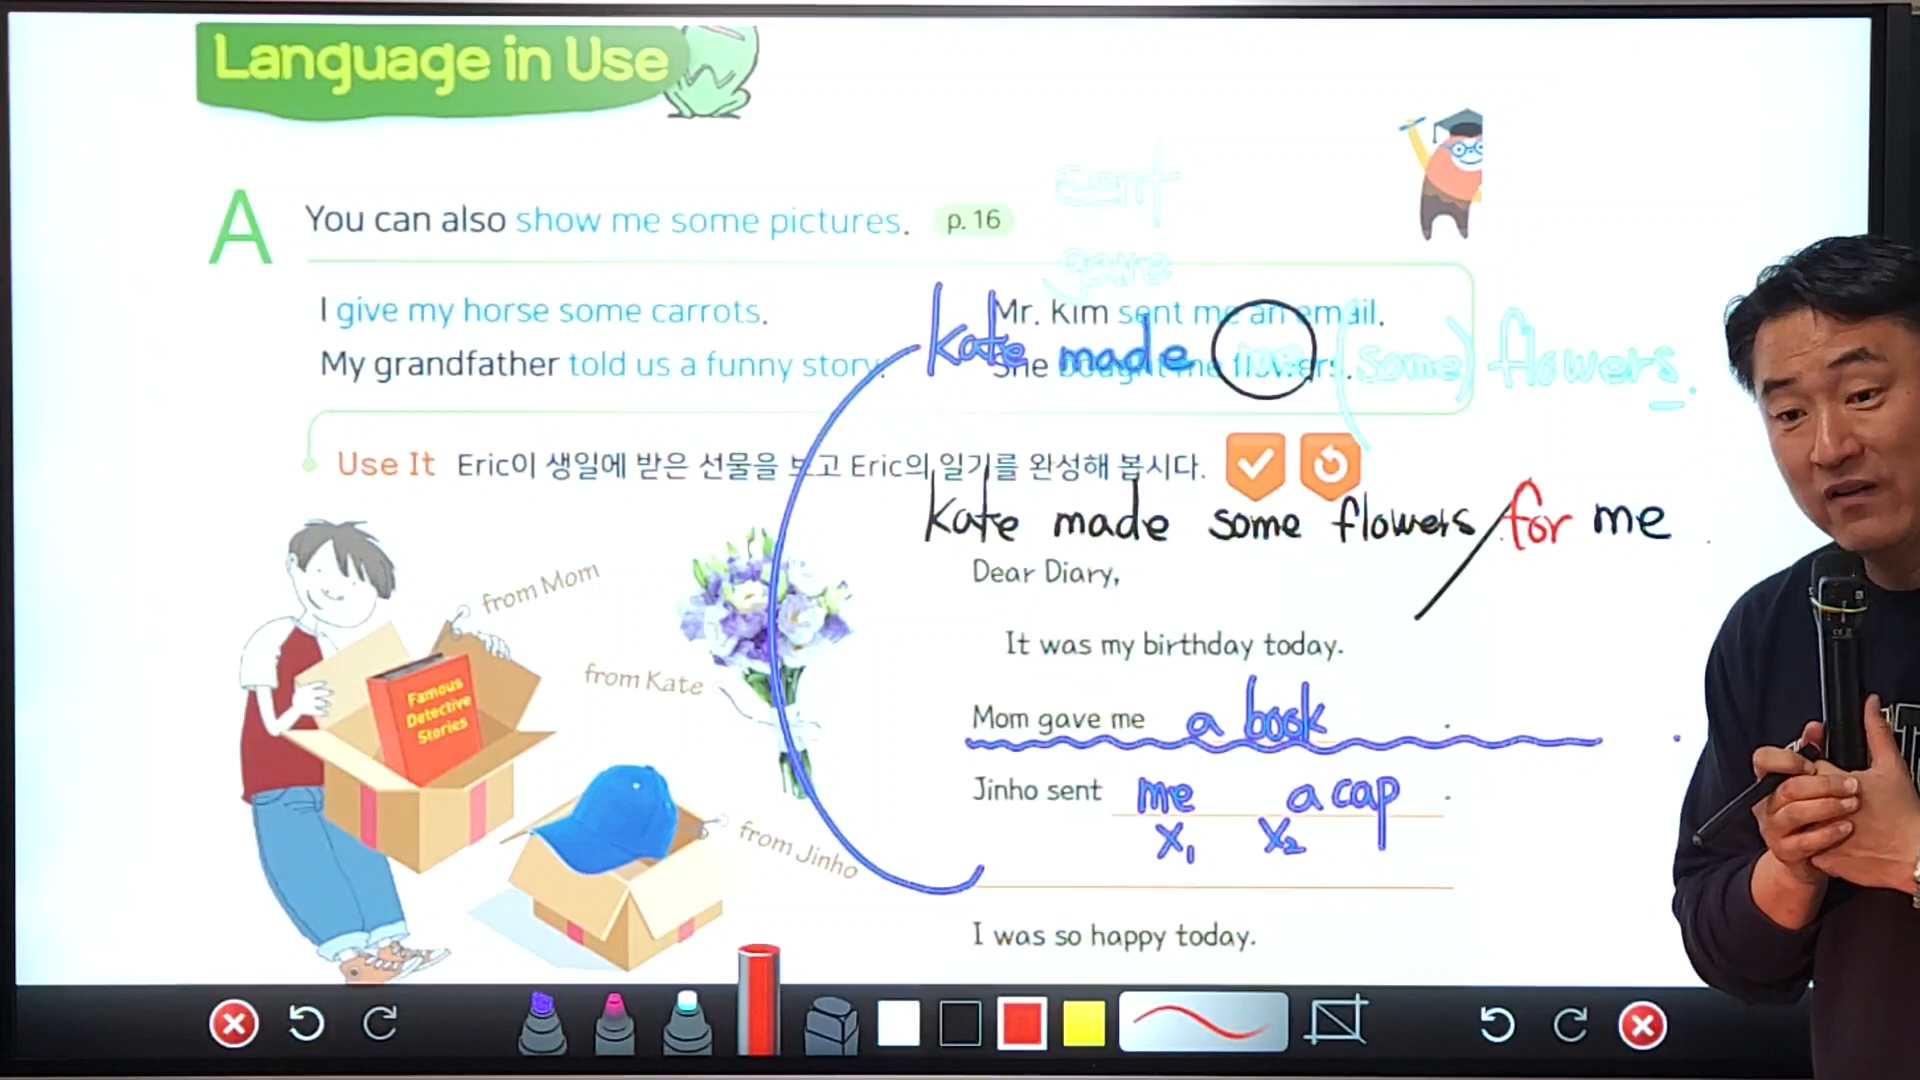 Language in Use
sent
A
You can also show me some pictures. p. 16
gave
I give my horse some carrots.
Mr. Kim sent me an email.
My grandfather told us a funny story.
She bought me flowers.
Kate made me (some) flowers.
Use It Eric이 생일에 받은 선물을 보고 Eric의 일기를 완성해 봅시다.
Kate made some flowers for me
from Mom
Dear Diary,
It was my birthday today.
from Kate
Famous
Detective
Stories
Mom gave me a book.
Jinho sent me a cap.
X1 X2
from Jinho
I was so happy today.